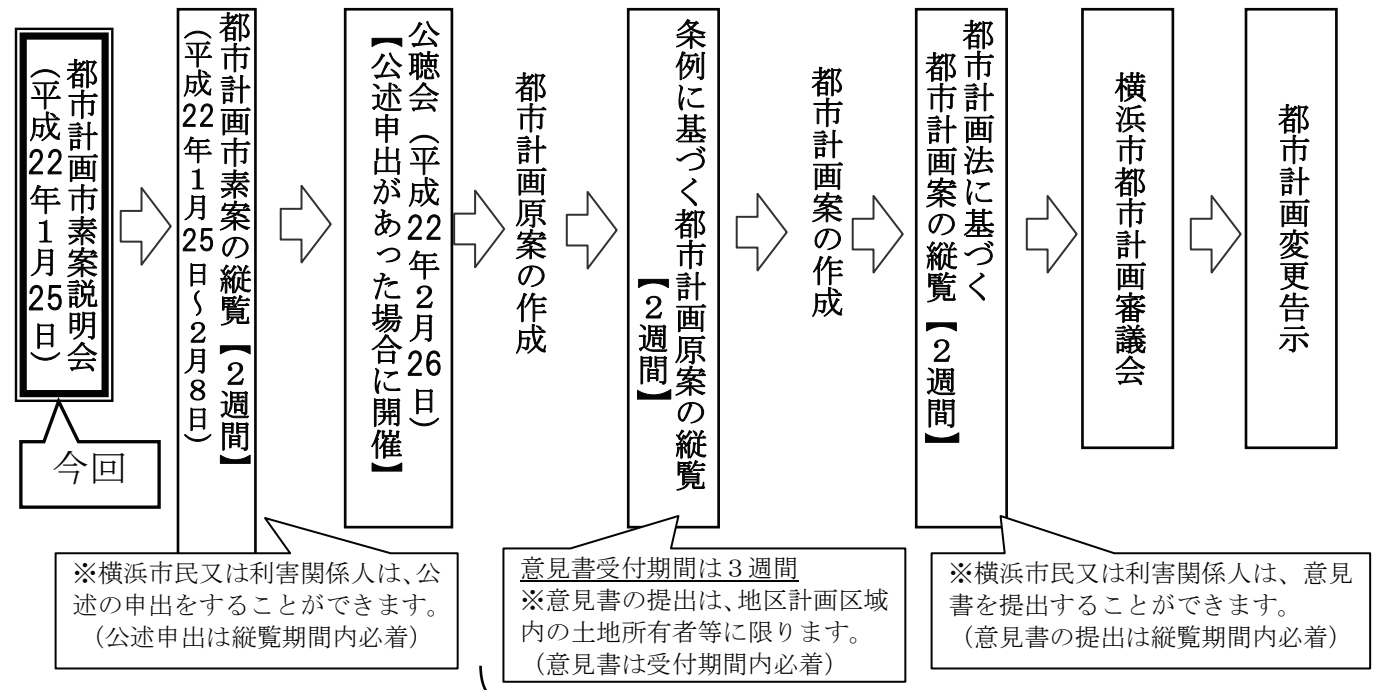 都市計画市素案説明会
(平成22年1月25日)
今回
都市計画市素案の縦覧【2週間】
(平成22年1月25日～2月8日)
公聴会(平成22年2月26日)
【公述申出があった場合に開催】
都市計画原案の作成
条例に基づく都市計画原案の縦覧
【2週間】
都市計画案の作成
都市計画法に基づく
都市計画案の縦覧【2週間】
横浜市都市計画審議会
都市計画変更告示
※横浜市民又は利害関係人は、公
述の申出をすることができます。
(公述申出は縦覧期間内必着)
意見書受付期間は3週間
※意見書の提出は、地区計画区域
内の土地所有者等に限ります。
(意見書は受付期間内必着)
※横浜市民又は利害関係人は、意見
書を提出することができます。
(意見書の提出は縦覧期間内必着)